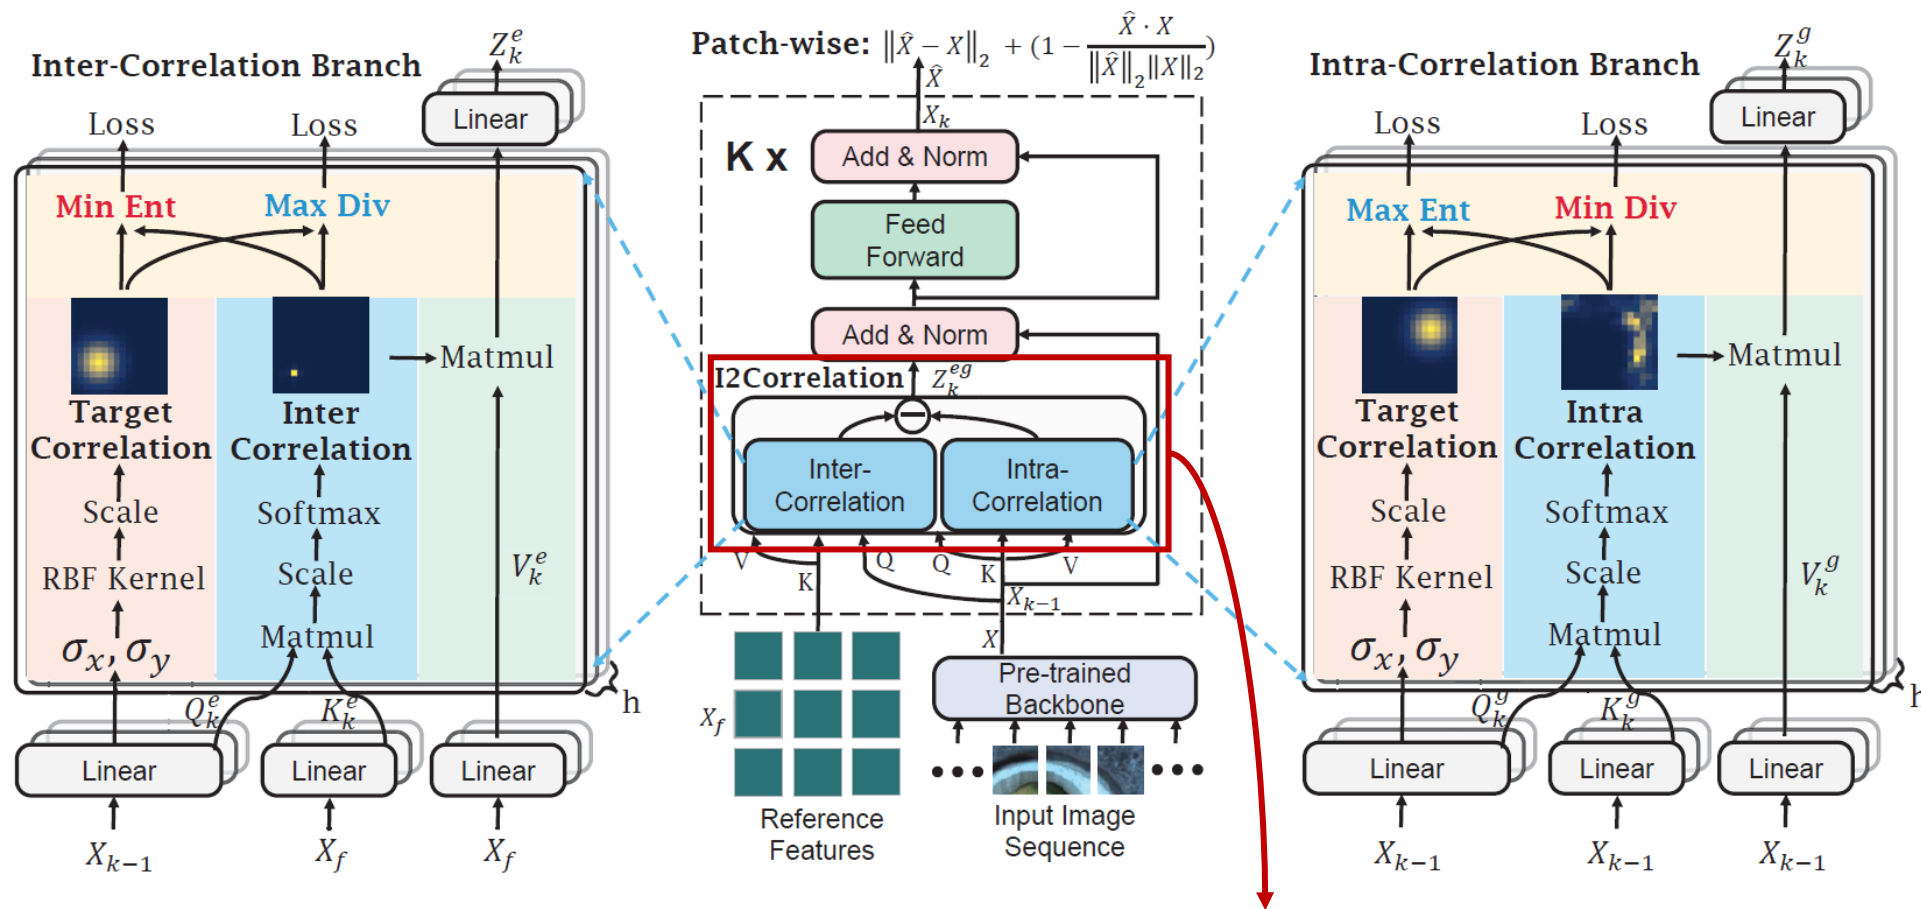 Inter-Correlation Branch
Z_k^e
Linear
Loss
Loss
Min Ent
Max Div
Matmul
Target
Correlation
Inter
Correlation
Scale
Softmax
RBF Kernel
Scale
V_k^e
σ_x, σ_y
Matmul
h
Q_k^e
K_k^e
Linear
Linear
Linear
X_{k-1}
X_f
X_f
Patch-wise: ‖X̂ − X‖_2 + (1 − X̂ · X / ‖X̂‖_2‖X‖_2)
X̂
X_k
K x
Add & Norm
Feed
Forward
Add & Norm
I2Correlation
Z_k^{eg}
Inter-
Correlation
Intra-
Correlation
V
K
Q
Q
K
V
X_{k-1}
X
Pre-trained
Backbone
X_f
Reference
Features
Input Image
Sequence
Intra-Correlation Branch
Z_k^g
Linear
Loss
Loss
Max Ent
Min Div
Matmul
Target
Correlation
Intra
Correlation
Scale
Softmax
RBF Kernel
Scale
V_k^g
σ_x, σ_y
Matmul
h
Q_k^g
K_k^g
Linear
Linear
Linear
X_{k-1}
X_{k-1}
X_{k-1}